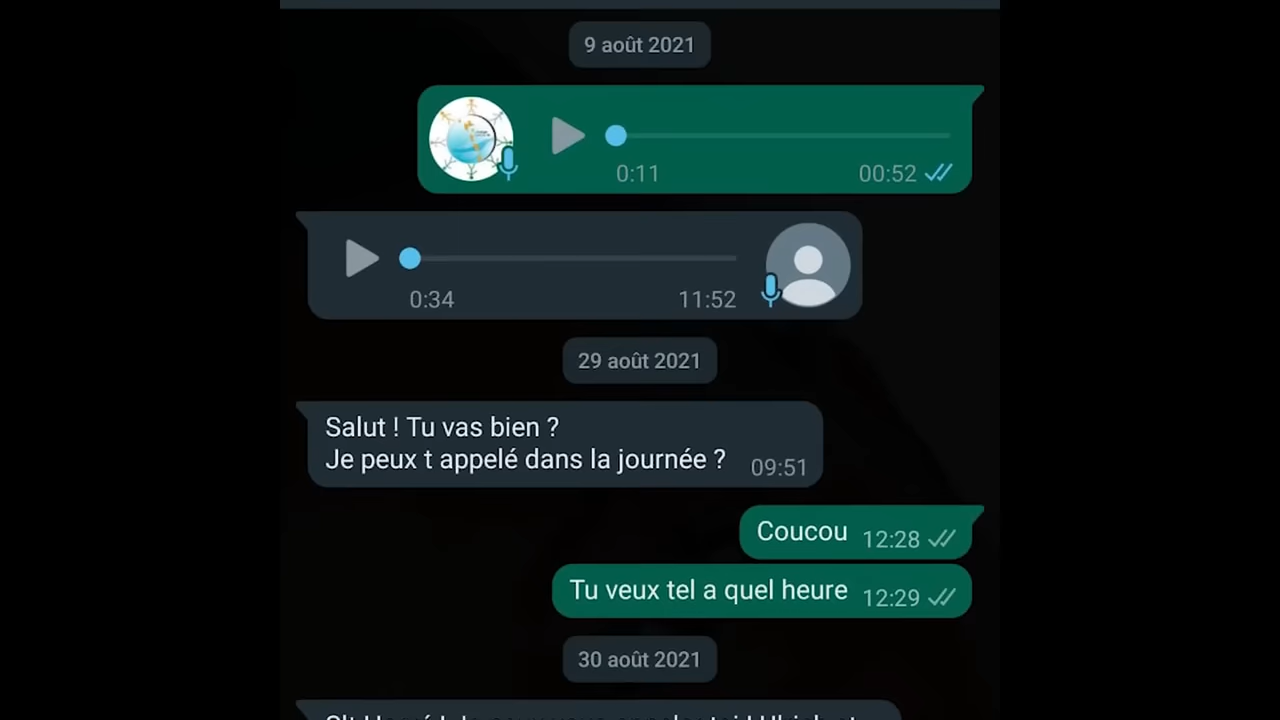 9 août 2021
0:11
00:52
0:34
11:52
29 août 2021
Salut ! Tu vas bien ?
Je peux t appelé dans la journée ?
09:51
Coucou
12:28
Tu veux tel a quel heure
12:29
30 août 2021